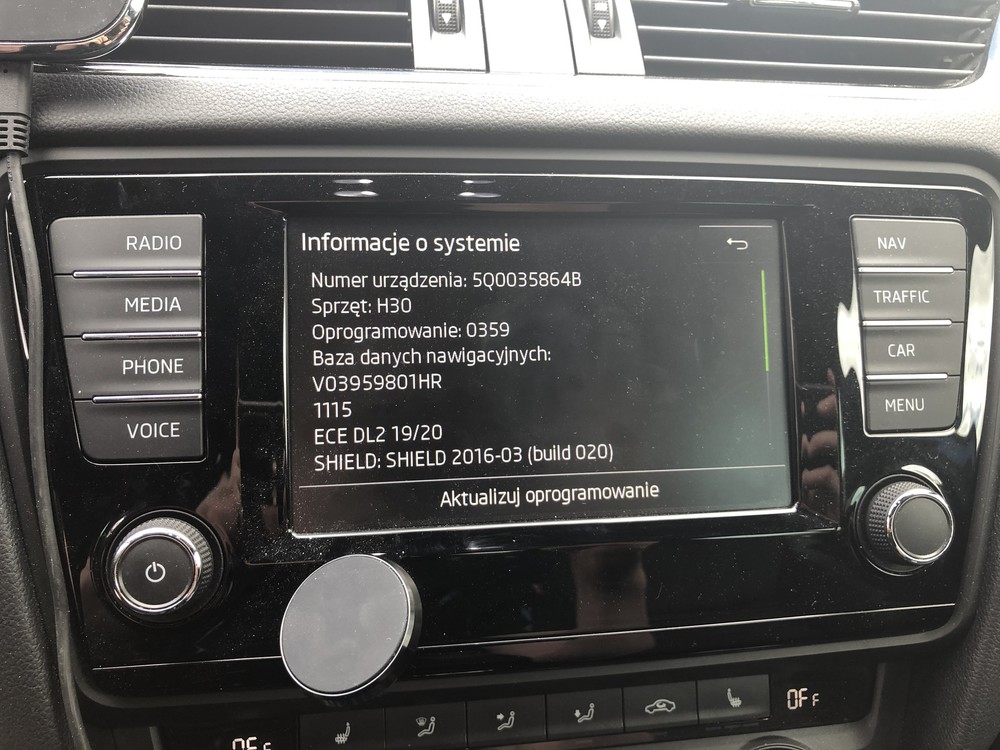 RADIO
MEDIA
PHONE
VOICE
Informacje o systemie
Numer urządzenia: 5Q0035864B
Sprzęt: H30
Oprogramowanie: 0359
Baza danych nawigacyjnych:
V03959801HR
1115
ECE DL2 19/20
SHIELD: SHIELD 2016-03 (build 020)
Aktualizuj oprogramowanie
NAV
TRAFFIC
CAR
MENU
OFF
OFF